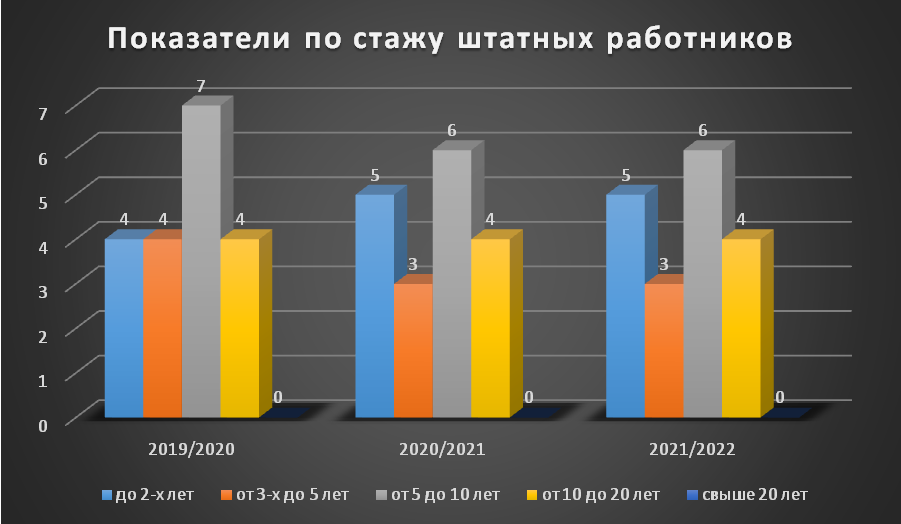 Показатели по стажу штатных работников
7
6
5
4
3
2
1
0
4 4 7 4 0
5 3 6 4 0
5 3 6 4 0
2019/2020 2020/2021 2021/2022
до 2-х лет от 3-х до 5 лет от 5 до 10 лет от 10 до 20 лет свыше 20 лет